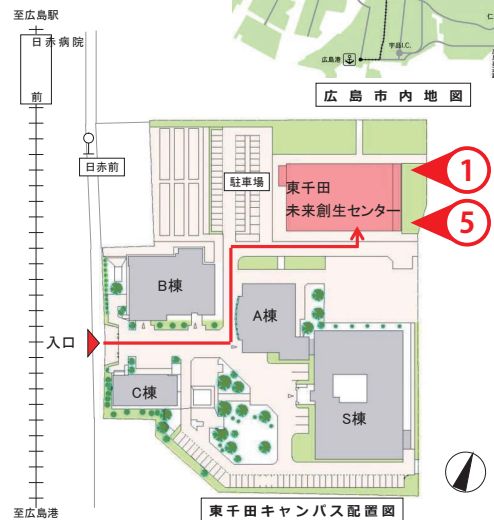 至広島駅
日赤病院
前
日赤前
広島港
宇品I.C.
仁
広島市内地図
駐車場
東千田
未来創生センター
1
5
B棟
A棟
入口
C棟
S棟
至広島港
東千田キャンパス配置図